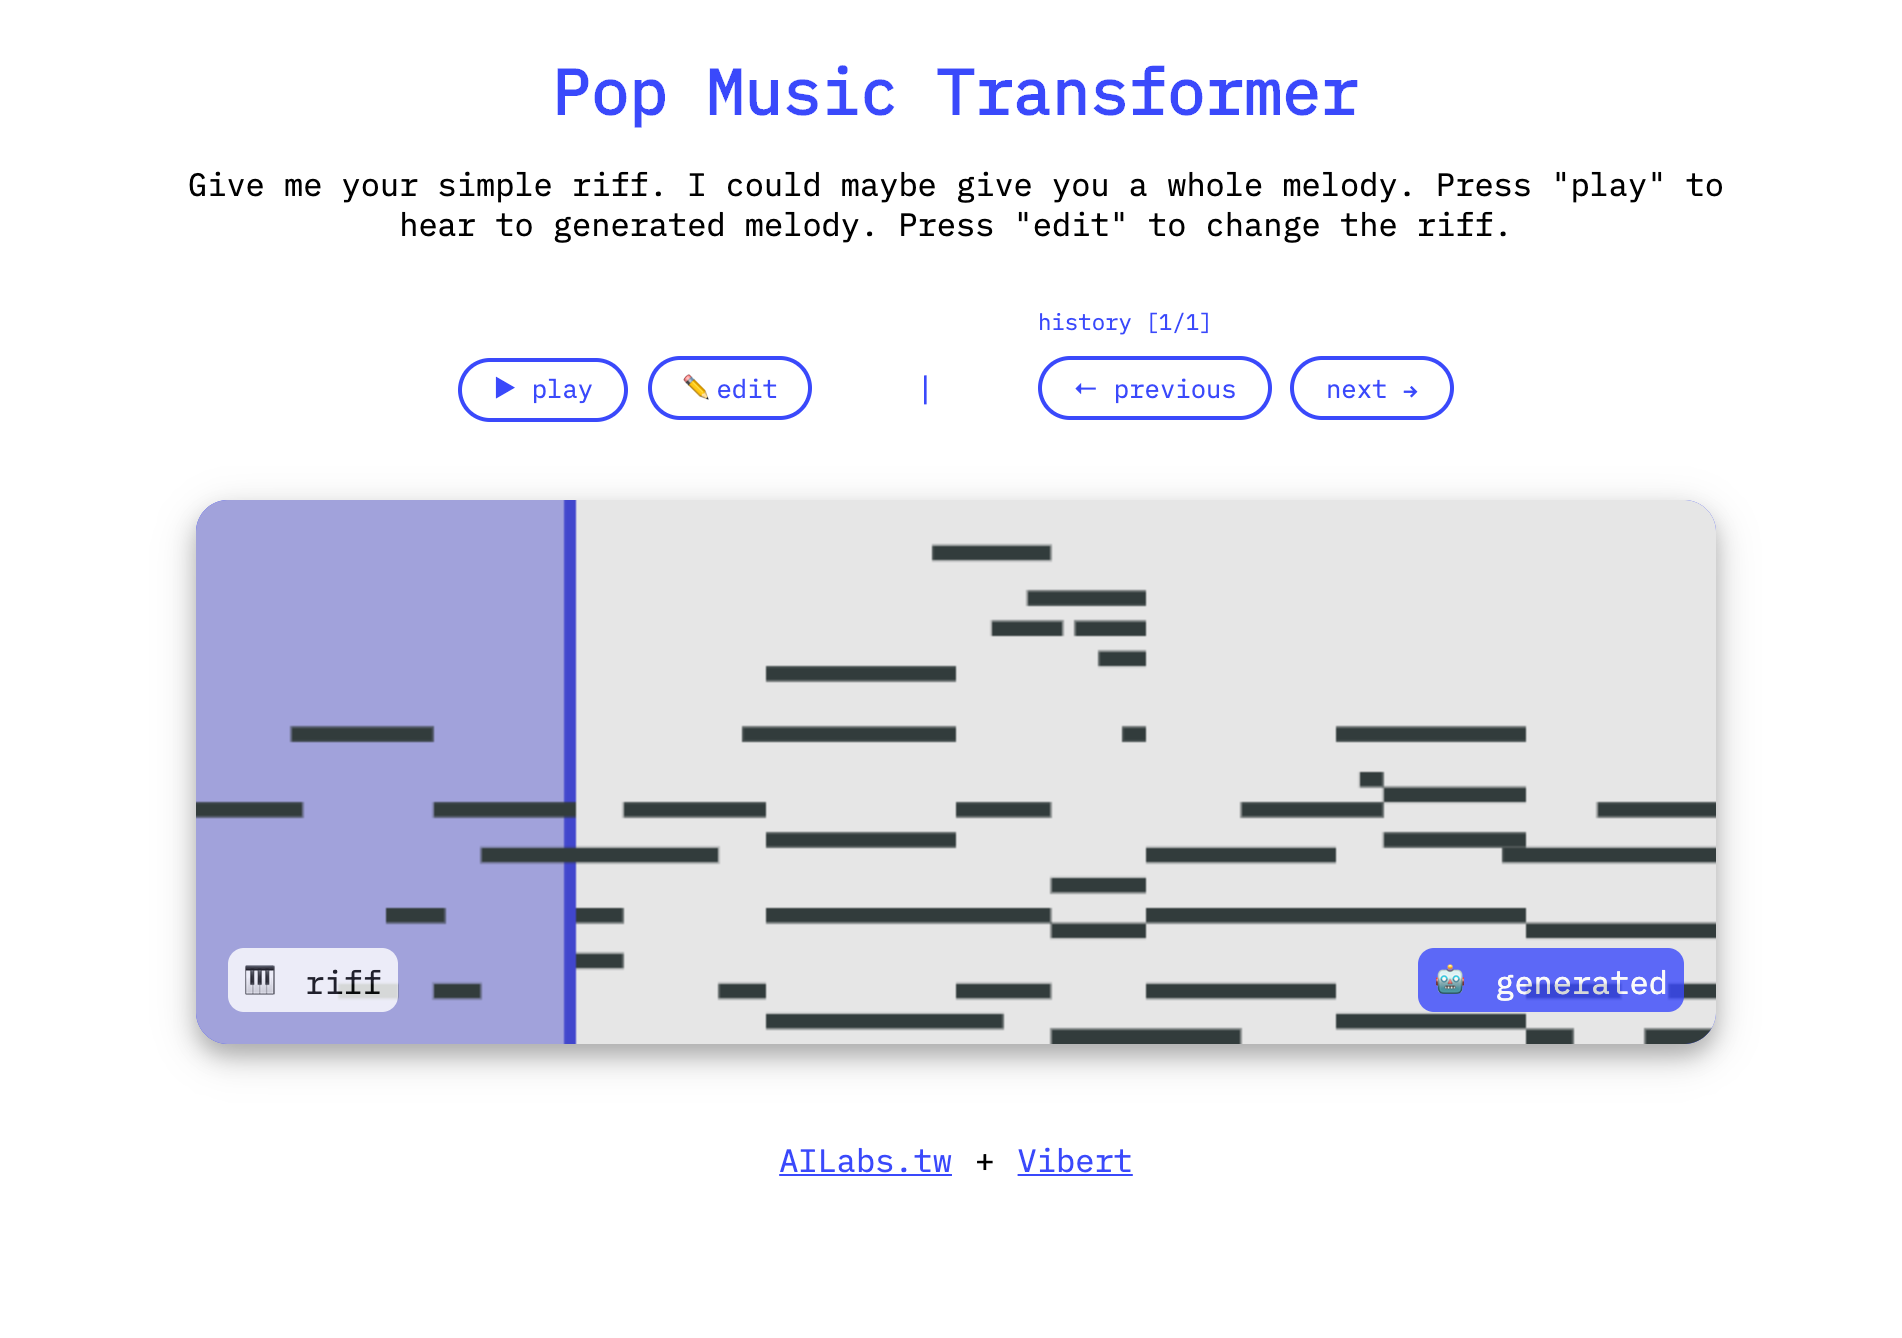 Pop Music Transformer
Give me your simple riff. I could maybe give you a whole melody. Press "play" to
hear to generated melody. Press "edit" to change the riff.
history [1/1]
▶ play ✏️ edit | ← previous next →
🎹 riff 🤖 generated
AILabs.tw + Vibert